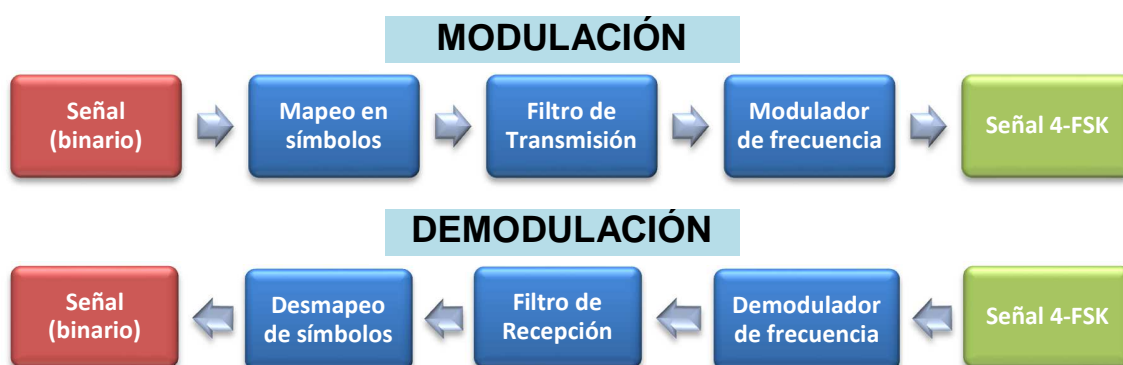 MODULACIÓN
Señal
(binario)
Mapeo en
símbolos
Filtro de
Transmisión
Modulador
de frecuencia
Señal 4-FSK
DEMODULACIÓN
Señal
(binario)
Desmapeo
de símbolos
Filtro de
Recepción
Demodulador
de frecuencia
Señal 4-FSK